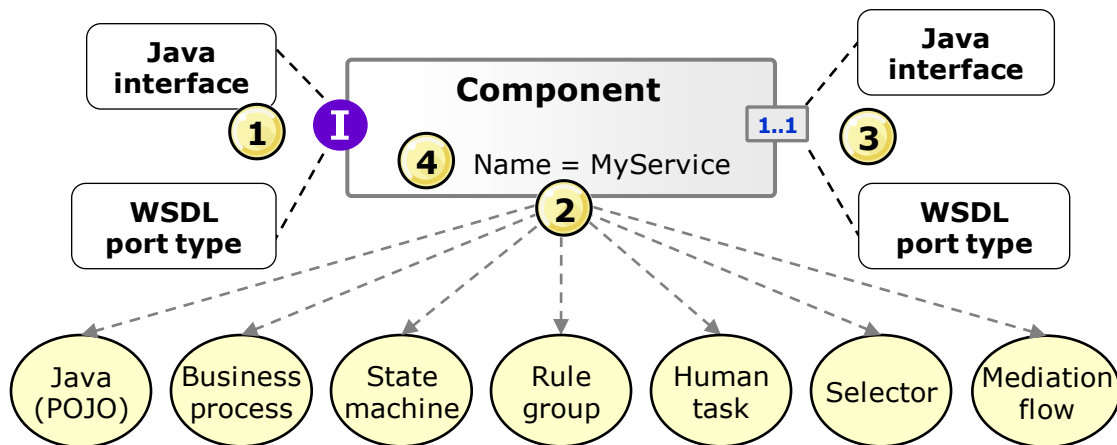 Java
interface
1
I
WSDL
port type
Component
4
Name = MyService
2
1..1
Java
interface
3
WSDL
port type
Java
(POJO)
Business
process
State
machine
Rule
group
Human
task
Selector
Mediation
flow